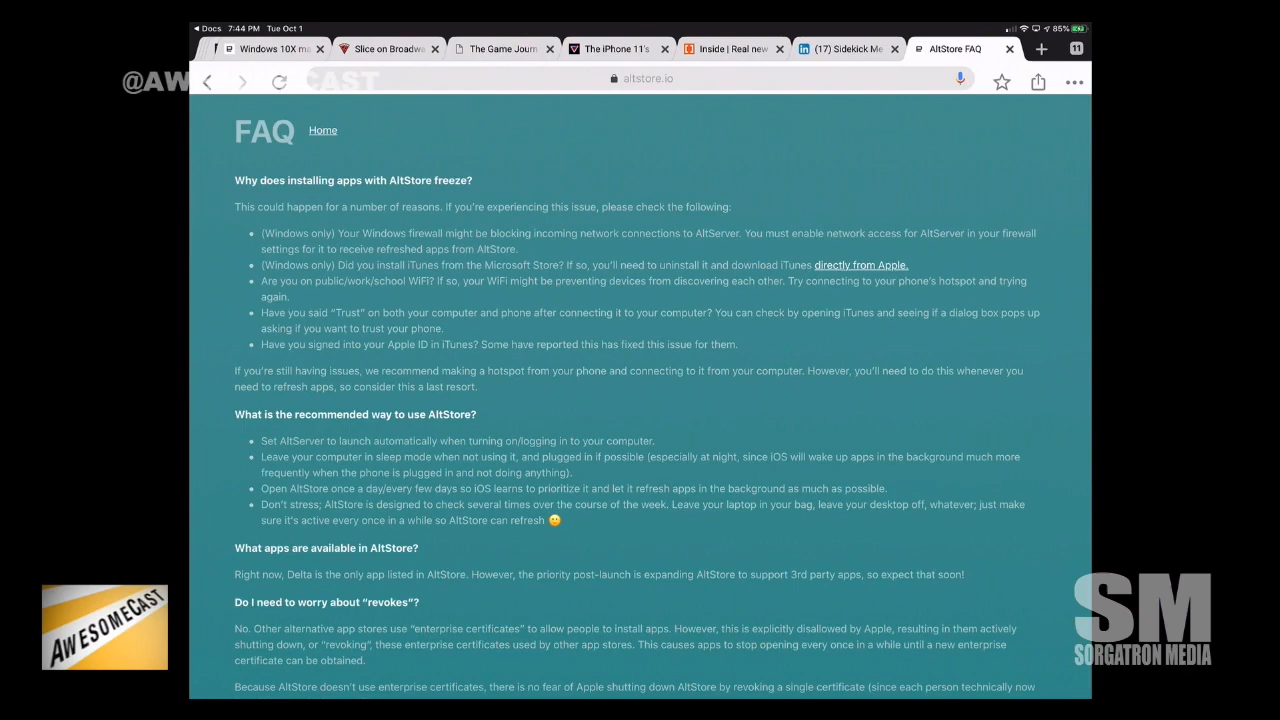 Docs 7:44 PM Tue Oct 1 85%
Windows 10X ma Slice on Broadwa The Game Journ The iPhone 11's Inside | Real new (17) Sidekick Me AltStore FAQ 11
altstore.io
FAQ Home
Why does installing apps with AltStore freeze?
This could happen for a number of reasons. If you're experiencing this issue, please check the following:
• (Windows only) Your Windows firewall might be blocking incoming network connections to AltServer. You must enable network access for AltServer in your firewall
settings for it to receive refreshed apps from AltStore.
• (Windows only) Did you install iTunes from the Microsoft Store? If so, you'll need to uninstall it and download iTunes directly from Apple.
• Are you on public/work/school WiFi? If so, your WiFi might be preventing devices from discovering each other. Try connecting to your phone's hotspot and trying
again.
• Have you said “Trust” on both your computer and phone after connecting it to your computer? You can check by opening iTunes and seeing if a dialog box pops up
asking if you want to trust your phone.
• Have you signed into your Apple ID in iTunes? Some have reported this has fixed this issue for them.
If you're still having issues, we recommend making a hotspot from your phone and connecting to it from your computer. However, you'll need to do this whenever you
need to refresh apps, so consider this a last resort.
What is the recommended way to use AltStore?
• Set AltServer to launch automatically when turning on/logging in to your computer.
• Leave your computer in sleep mode when not using it, and plugged in if possible (especially at night, since iOS will wake up apps in the background much more
frequently when the phone is plugged in and not doing anything).
• Open AltStore once a day/every few days so iOS learns to prioritize it and let it refresh apps in the background as much as possible.
• Don't stress; AltStore is designed to check several times over the course of the week. Leave your laptop in your bag, leave your desktop off, whatever; just make
sure it's active every once in a while so AltStore can refresh 🙂
What apps are available in AltStore?
Right now, Delta is the only app listed in AltStore. However, the priority post-launch is expanding AltStore to support 3rd party apps, so expect that soon!
Do I need to worry about “revokes”?
No. Other alternative app stores use “enterprise certificates” to allow people to install apps. However, this is explicitly disallowed by Apple, resulting in them actively
shutting down, or “revoking”, these enterprise certificates used by other app stores. This causes apps to stop opening every once in a while until a new enterprise
certificate can be obtained.
Because AltStore doesn't use enterprise certificates, there is no fear of Apple shutting down AltStore by revoking a single certificate (since each person technically now
AWESOMECAST
SM
SORGATRON MEDIA